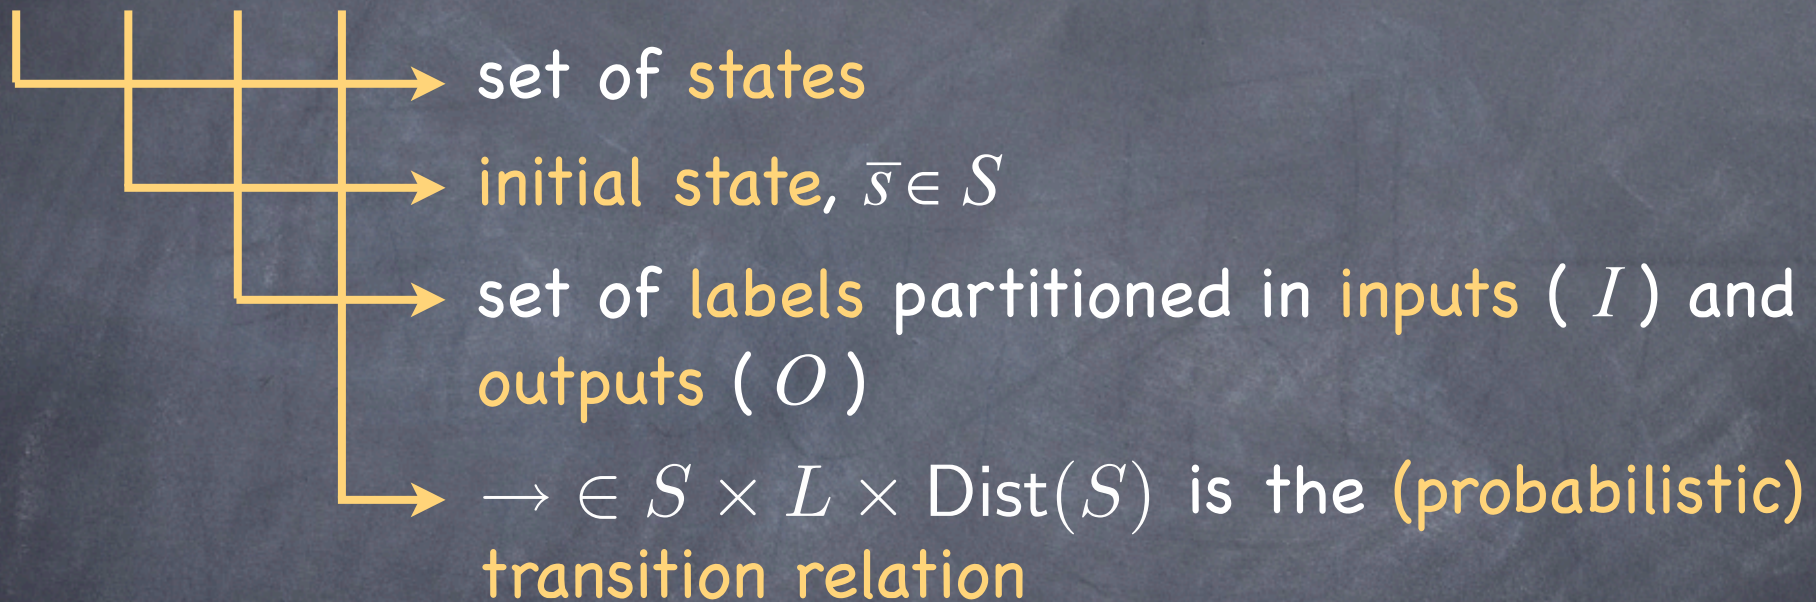 set of states
initial state, s̅ ∈ S
set of labels partitioned in inputs ( I ) and
outputs ( O )
→ ∈ S × L × Dist(S) is the (probabilistic)
transition relation